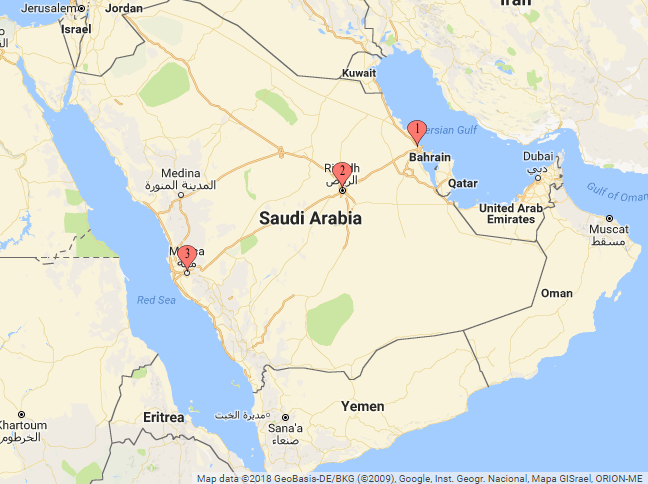 Jerusalem
Jordan
Iran
Israel
Kuwait
1
Persian Gulf
Bahrain
Dubai
دبي
2
Riyadh
الرياض
Medina
المدينة المنورة
Qatar
Gulf of Oman
United Arab
Emirates
Saudi Arabia
Muscat
مسقط
3
Mecca
مكة
Red Sea
Oman
Yemen
Eritrea
مديرية الخبت
Khartoum
الخرطوم
Sana'a
صنعاء
Map data ©2018 GeoBasis-DE/BKG (©2009), Google, Inst. Geogr. Nacional, Mapa GISrael, ORION-ME